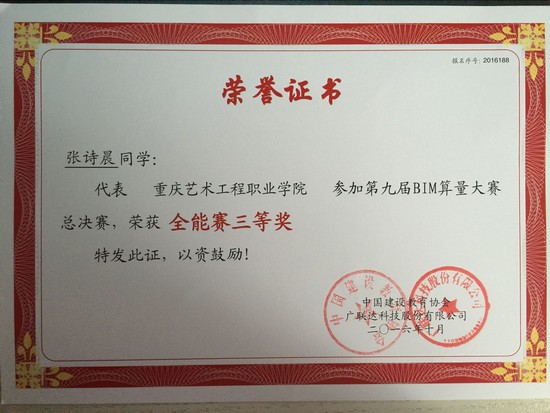 报名序号: 2016188
荣誉证书
张诗晨同学:
代表 重庆艺术工程职业学院 参加第九届BIM算量大赛
总决赛, 荣获 全能赛三等奖
特发此证, 以资鼓励!
中国建设教育协会
广联达科技股份有限公司
二〇一六年十月